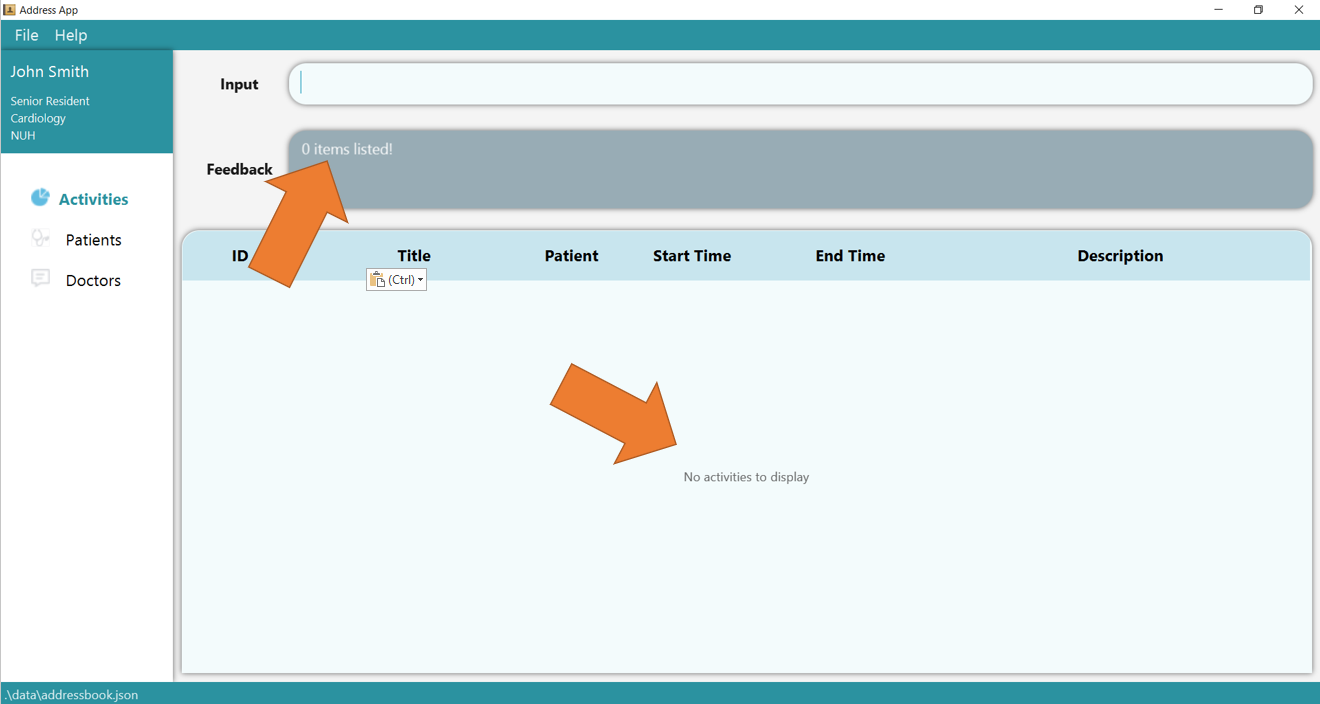 Address App
File Help
John Smith
Senior Resident
Cardiology
NUH
Activities
Patients
Doctors
Input
Feedback
0 items listed!
ID Title Patient Start Time End Time Description
(Ctrl)
No activities to display
.\data\addressbook.json